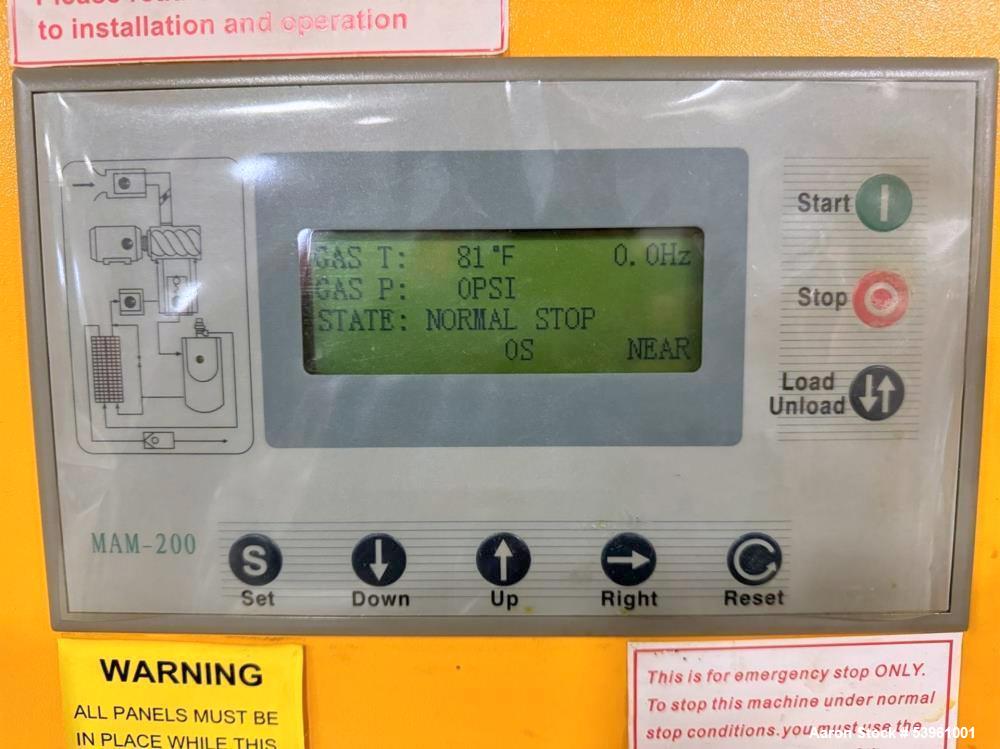 to installation and operation
GAS T: 81°F 0.0Hz
GAS P: 0PSI
STATE: NORMAL STOP
0S NEAR
Start
Stop
Load
Unload
MAM-200
S
Set
Down
Up
Right
Reset
WARNING
ALL PANELS MUST BE
IN PLACE WHILE THIS
This is for emergency stop ONLY.
To stop this machine under normal
stop conditions.you must use the
Aaron Stock # 53961001